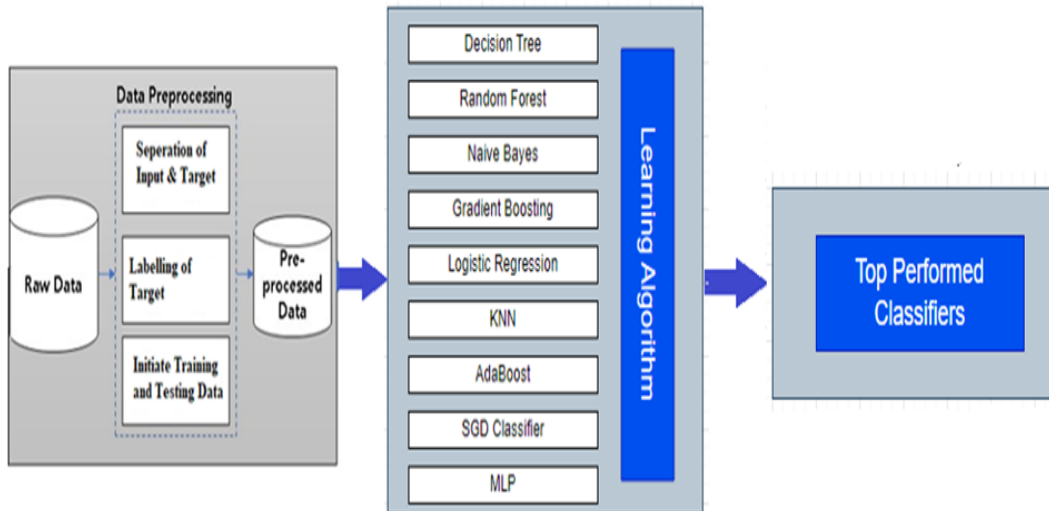 Data Preprocessing
Raw Data
Seperation of
Input & Target
Labelling of
Target
Initiate Training
and Testing Data
Pre-
processed
Data
Decision Tree
Random Forest
Naive Bayes
Gradient Boosting
Logistic Regression
KNN
AdaBoost
SGD Classifier
MLP
Learning Algorithm
Top Performed
Classifiers